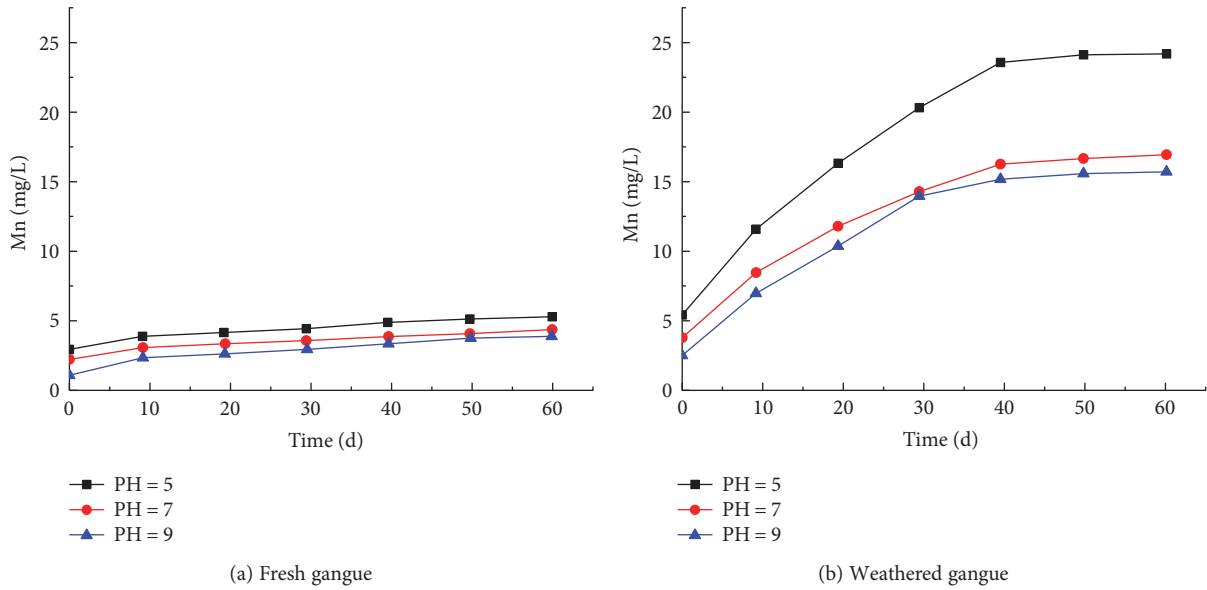 25
20
15
10
5
0
Mn (mg/L)
0 10 20 30 40 50 60
Time (d)
PH = 5
PH = 7
PH = 9
(a) Fresh gangue
25
20
15
10
5
0
Mn (mg/L)
0 10 20 30 40 50 60
Time (d)
PH = 5
PH = 7
PH = 9
(b) Weathered gangue